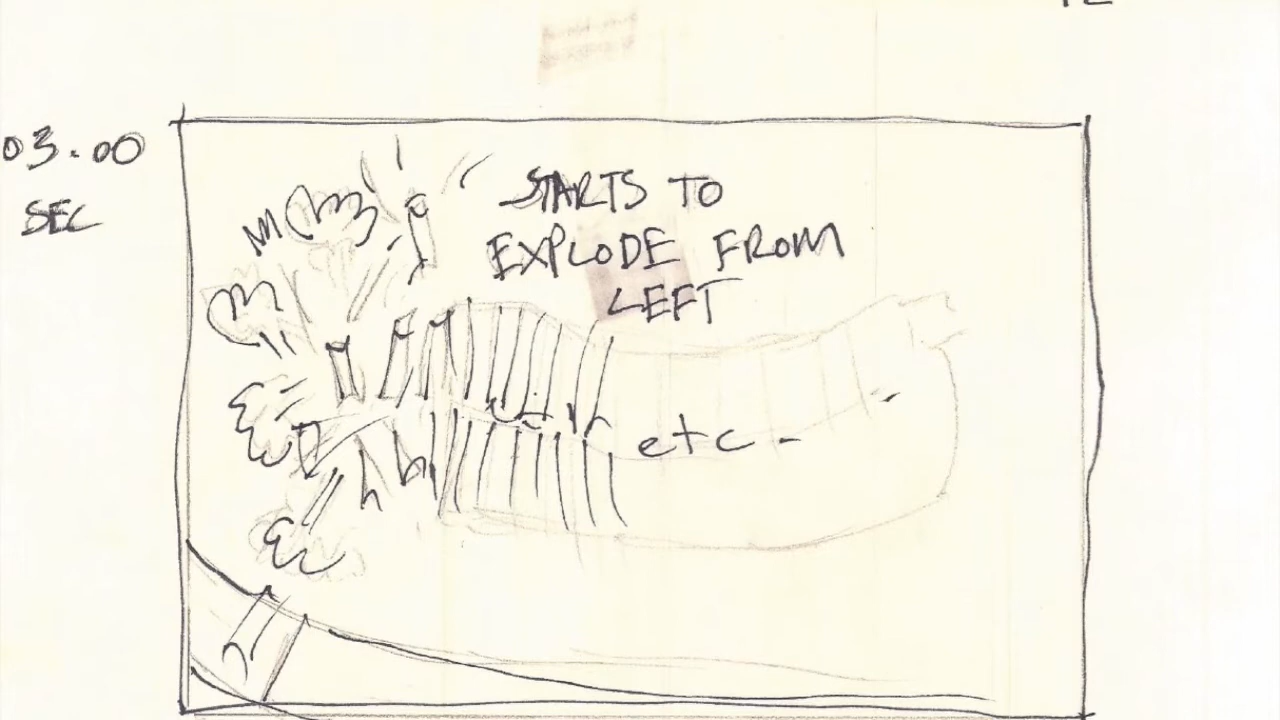 03.00
SEC
STARTS TO
EXPLODE FROM
LEFT
etc -